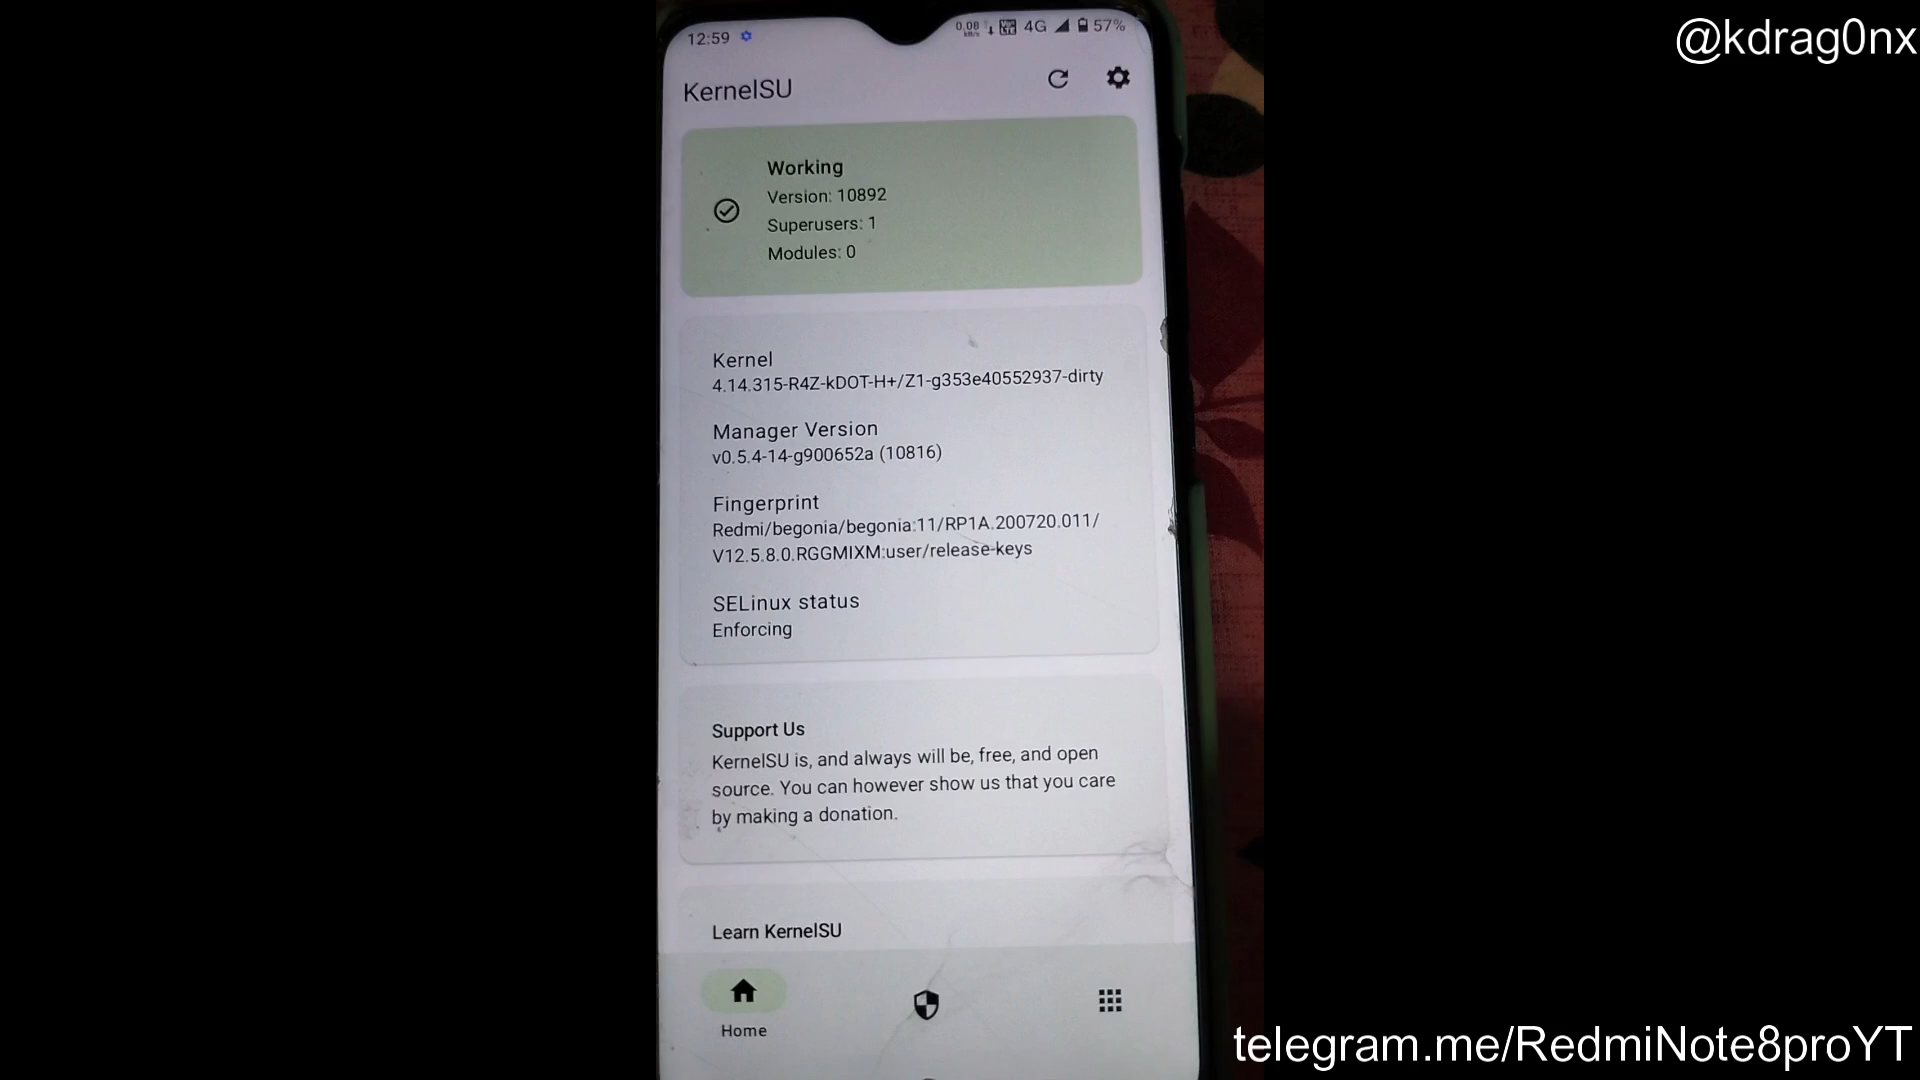 @kdrag0nx
12:59
0.08 4G 57%
KernelSU
Working
Version: 10892
Superusers: 1
Modules: 0
Kernel
4.14.315-R4Z-kDOT-H+/Z1-g353e40552937-dirty
Manager Version
v0.5.4-14-g900652a (10816)
Fingerprint
Redmi/begonia/begonia:11/RP1A.200720.011/
V12.5.8.0.RGGMIXM:user/release-keys
SELinux status
Enforcing
Support Us
KernelSU is, and always will be, free, and open
source. You can however show us that you care
by making a donation.
Learn KernelSU
Home
telegram.me/RedmiNote8proYT